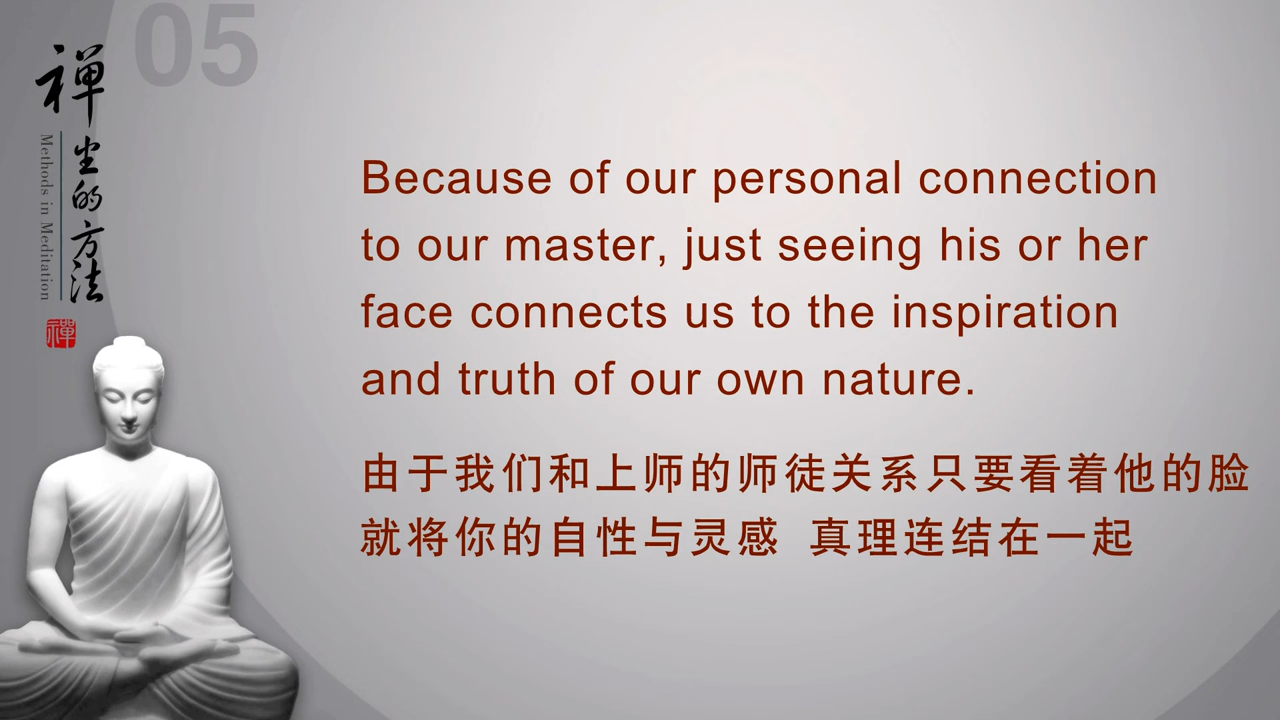 05
禅坐的方法
Methods in Meditation
禪
Because of our personal connection
to our master, just seeing his or her
face connects us to the inspiration
and truth of our own nature.
由于我们和上师的师徒关系只要看着他的脸
就将你的自性与灵感 真理连结在一起